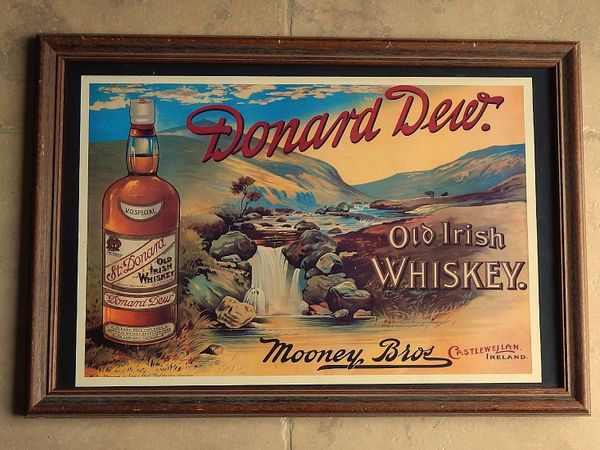 Donard Dew.
Old Irish
WHISKEY.
V.O. SPECIAL
St. Donard
OLD
IRISH
WHISKEY
Donard Dew
Mooney Bros
CASTLEWELLAN.
IRELAND.